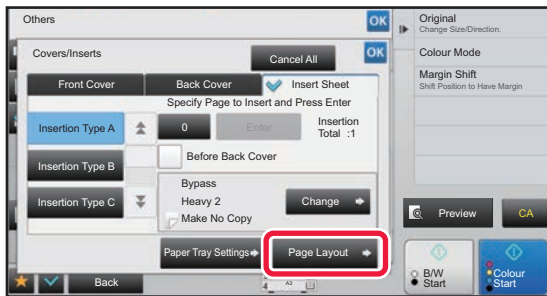 Others
OK
Original
Change Size/Direction.
Covers/Inserts
Cancel All
OK
Colour Mode
Front Cover
Back Cover
Insert Sheet
Margin Shift
Shift Position to Have Margin
Specify Page to Insert and Press Enter
Insertion Type A
0
Enter
Insertion
Total :1
Before Back Cover
Insertion Type B
Bypass
Heavy 2
Make No Copy
Change
Insertion Type C
Preview
CA
Paper Tray Settings
Page Layout
Back
4
A3
B/W
Start
Colour
Start